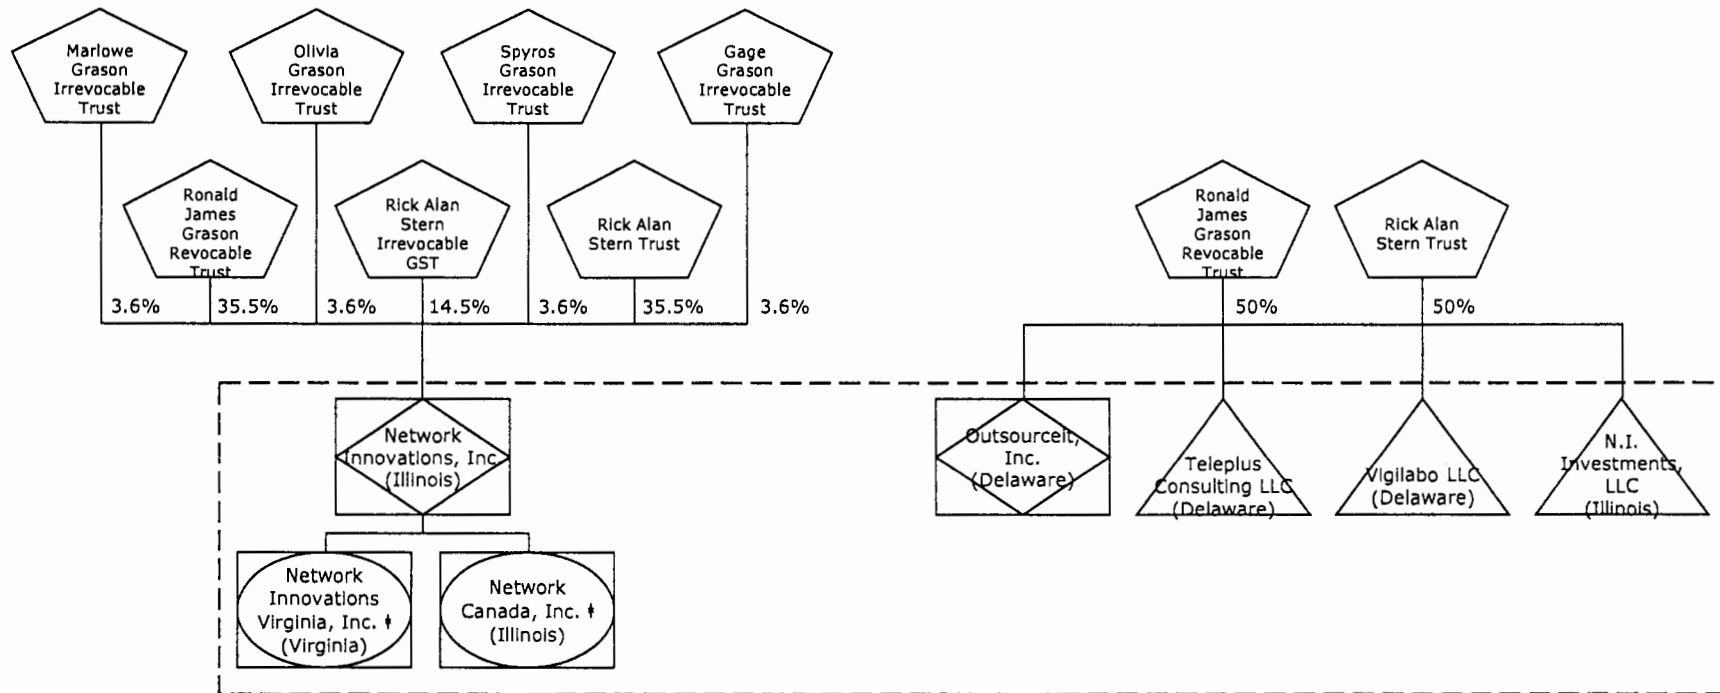 Marlowe
Grason
Irrevocable
Trust
Olivia
Grason
Irrevocable
Trust
Spyros
Grason
Irrevocable
Trust
Gage
Grason
Irrevocable
Trust
Ronald
James
Grason
Revocable
Trust
Rick Alan
Stern
Irrevocable
GST
Rick Alan
Stern Trust
Ronald
James
Grason
Revocable
Trust
Rick Alan
Stern Trust
3.6%
35.5%
3.6%
14.5%
3.6%
35.5%
3.6%
50%
50%
Network
Innovations, Inc.
(Illinois)
Outsourceit,
Inc.
(Delaware)
Teleplus
Consulting LLC
(Delaware)
Vigilabo LLC
(Delaware)
N.I.
Investments,
LLC
(Illinois)
Network
Innovations
Virginia, Inc. ‡
(Virginia)
Network
Canada, Inc. ‡
(Illinois)